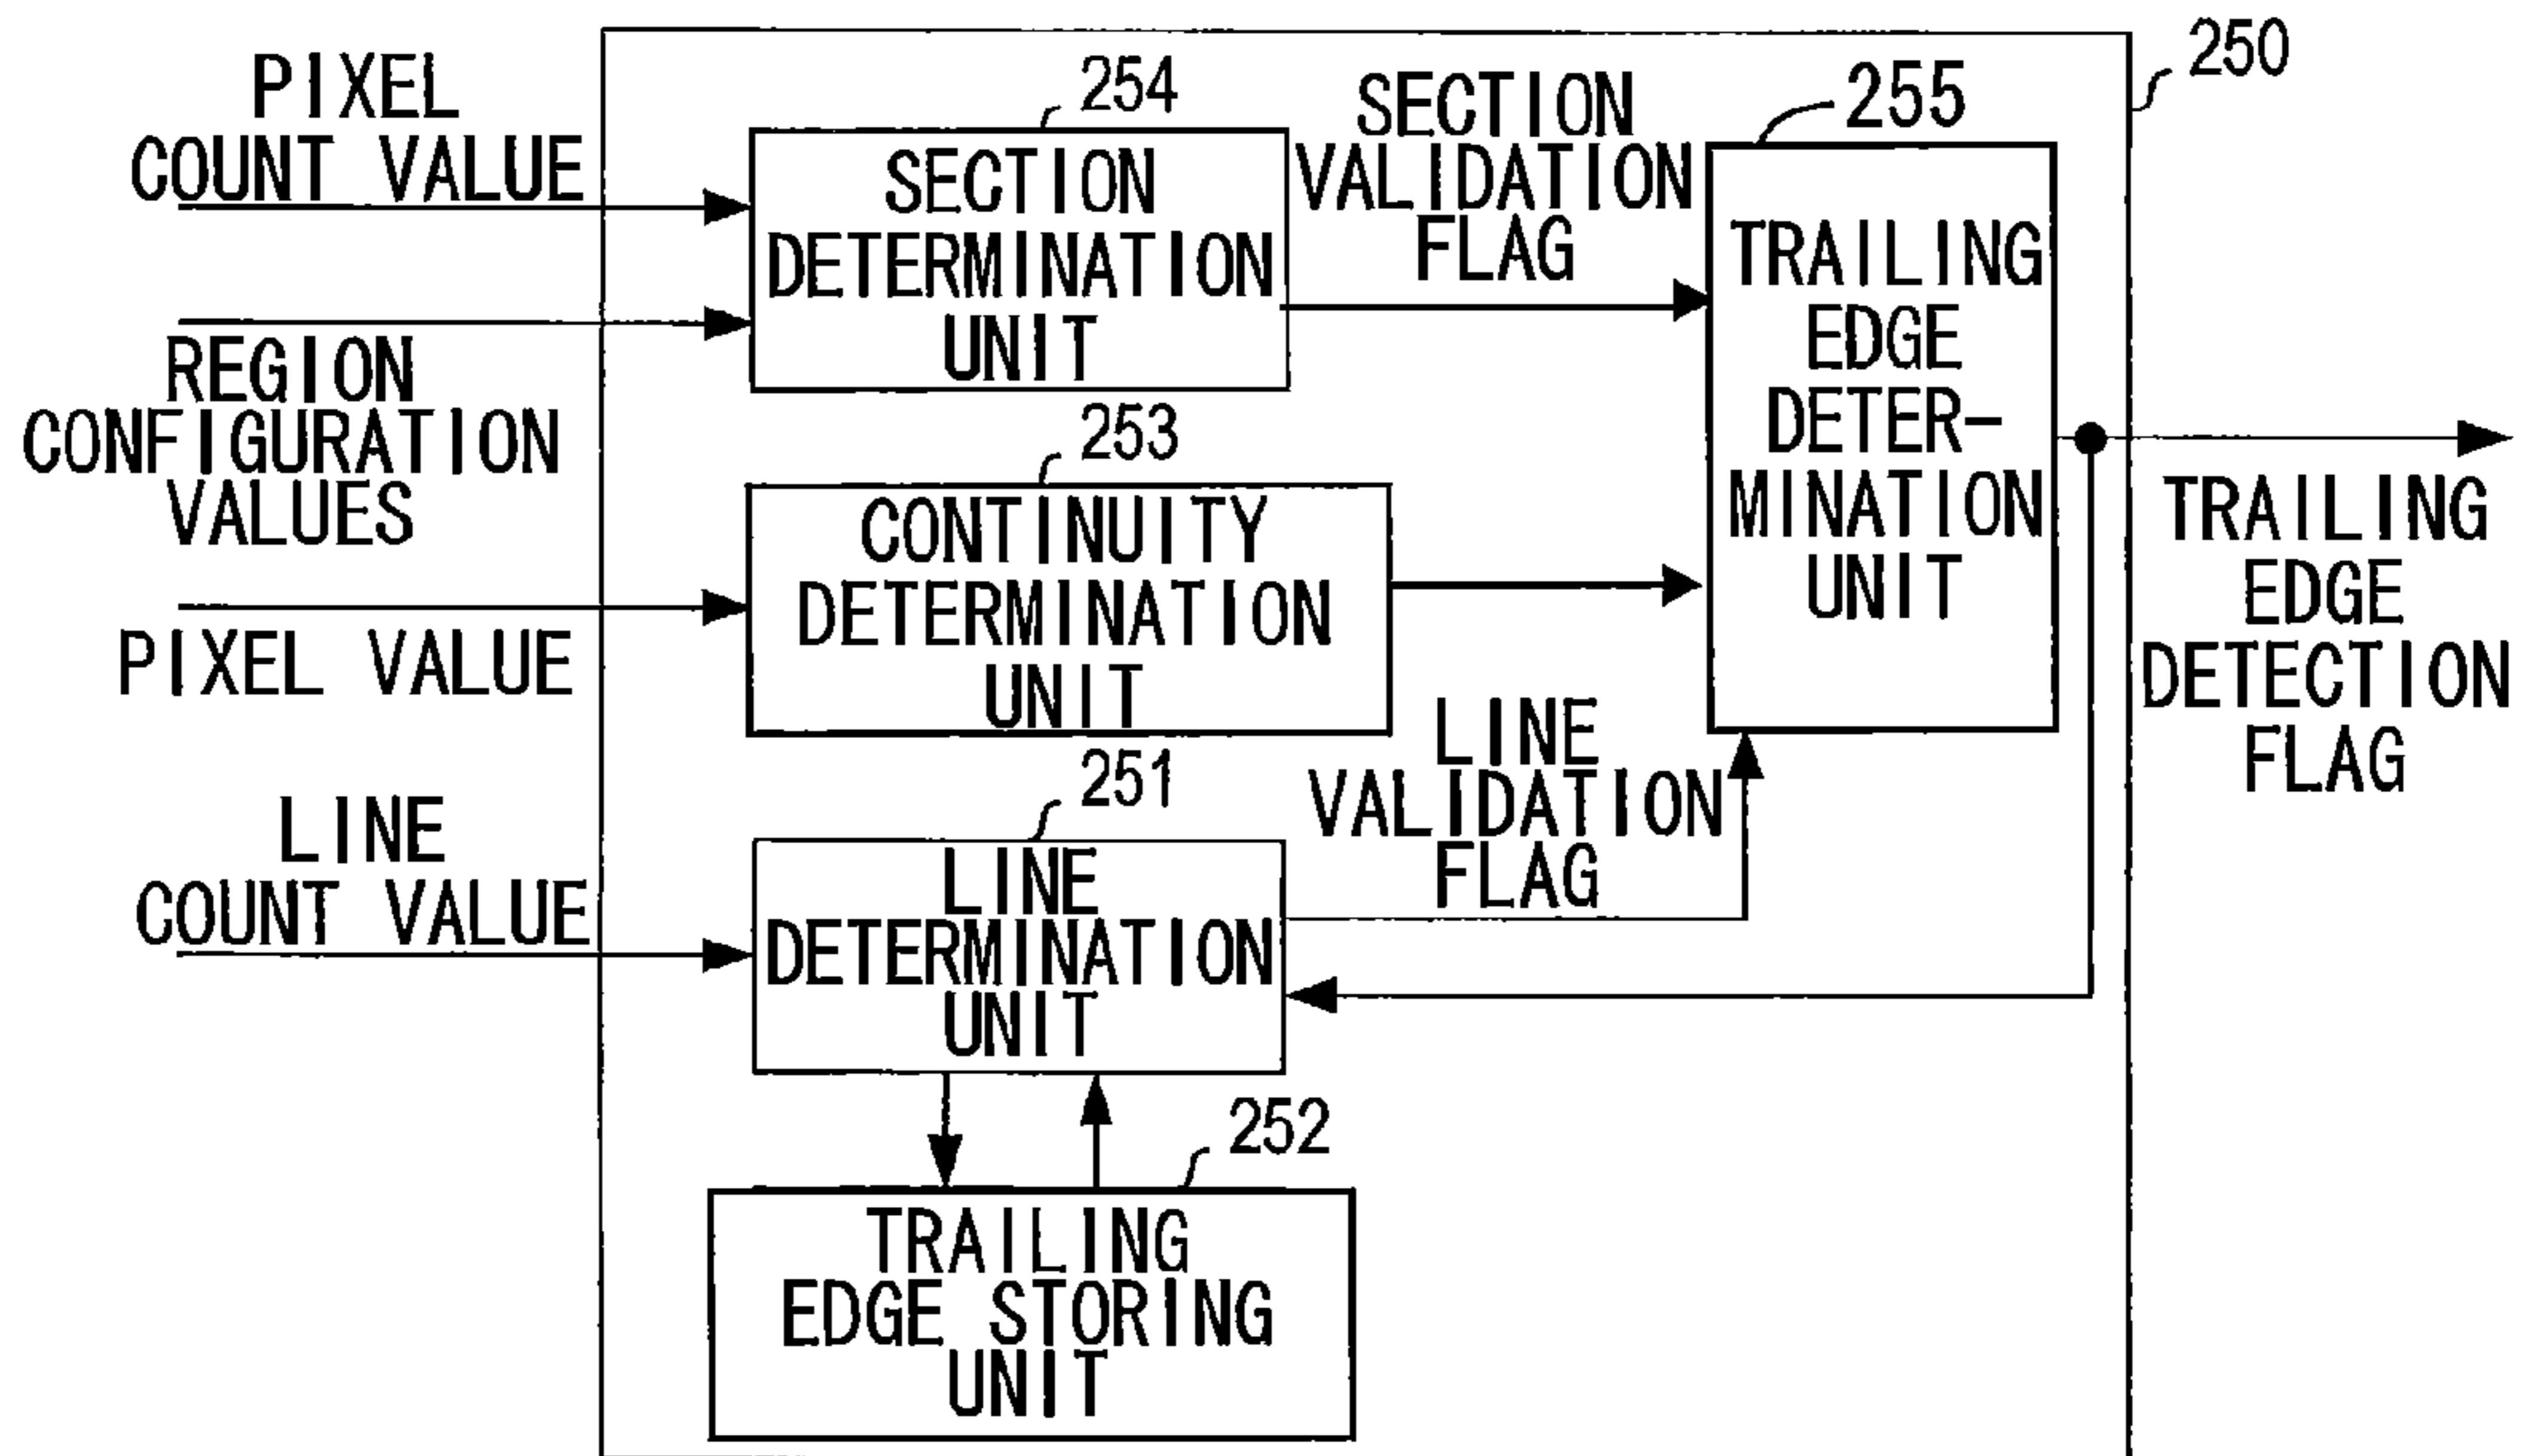 250
PIXEL
COUNT VALUE
REGION
CONFIGURATION
VALUES
PIXEL VALUE
LINE
COUNT VALUE
254
SECTION
DETERMINATION
UNIT
SECTION
VALIDATION
FLAG
255
TRAILING
EDGE
DETER-
MINATION
UNIT
253
CONTINUITY
DETERMINATION
UNIT
251
LINE
DETERMINATION
UNIT
LINE
VALIDATION
FLAG
252
TRAILING
EDGE STORING
UNIT
TRAILING
EDGE
DETECTION
FLAG